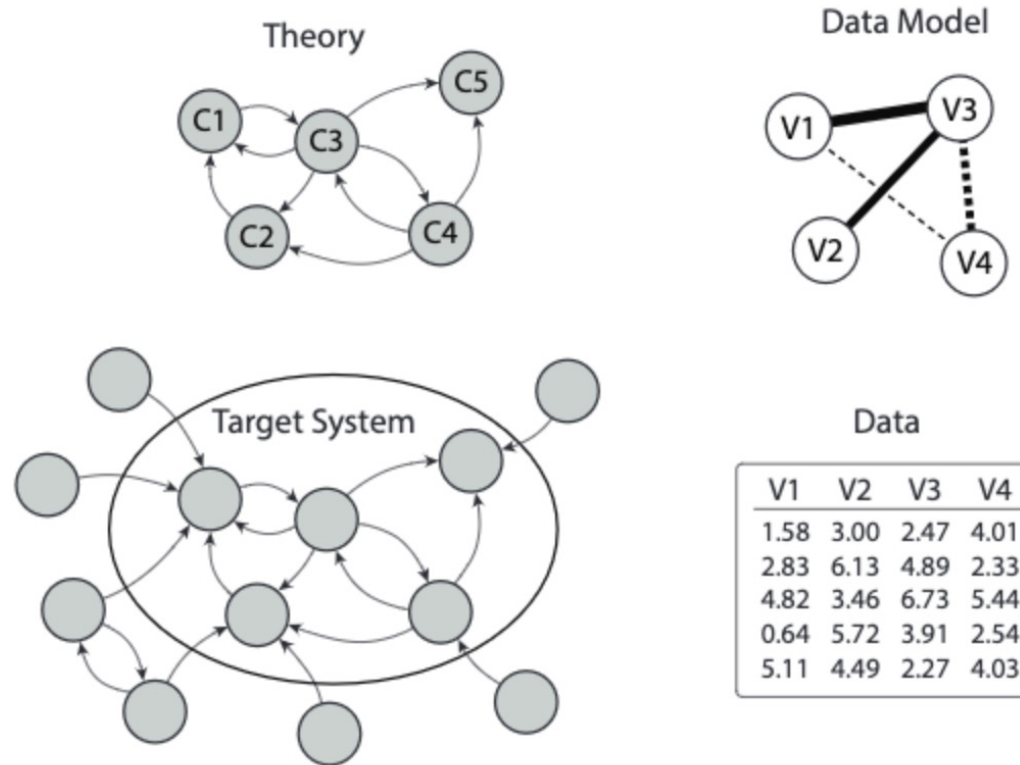 Theory
C1
C2
C3
C4
C5
Data Model
V1
V2
V3
V4
Target System
Data
V1 V2 V3 V4
1.58 3.00 2.47 4.01
2.83 6.13 4.89 2.33
4.82 3.46 6.73 5.44
0.64 5.72 3.91 2.54
5.11 4.49 2.27 4.03